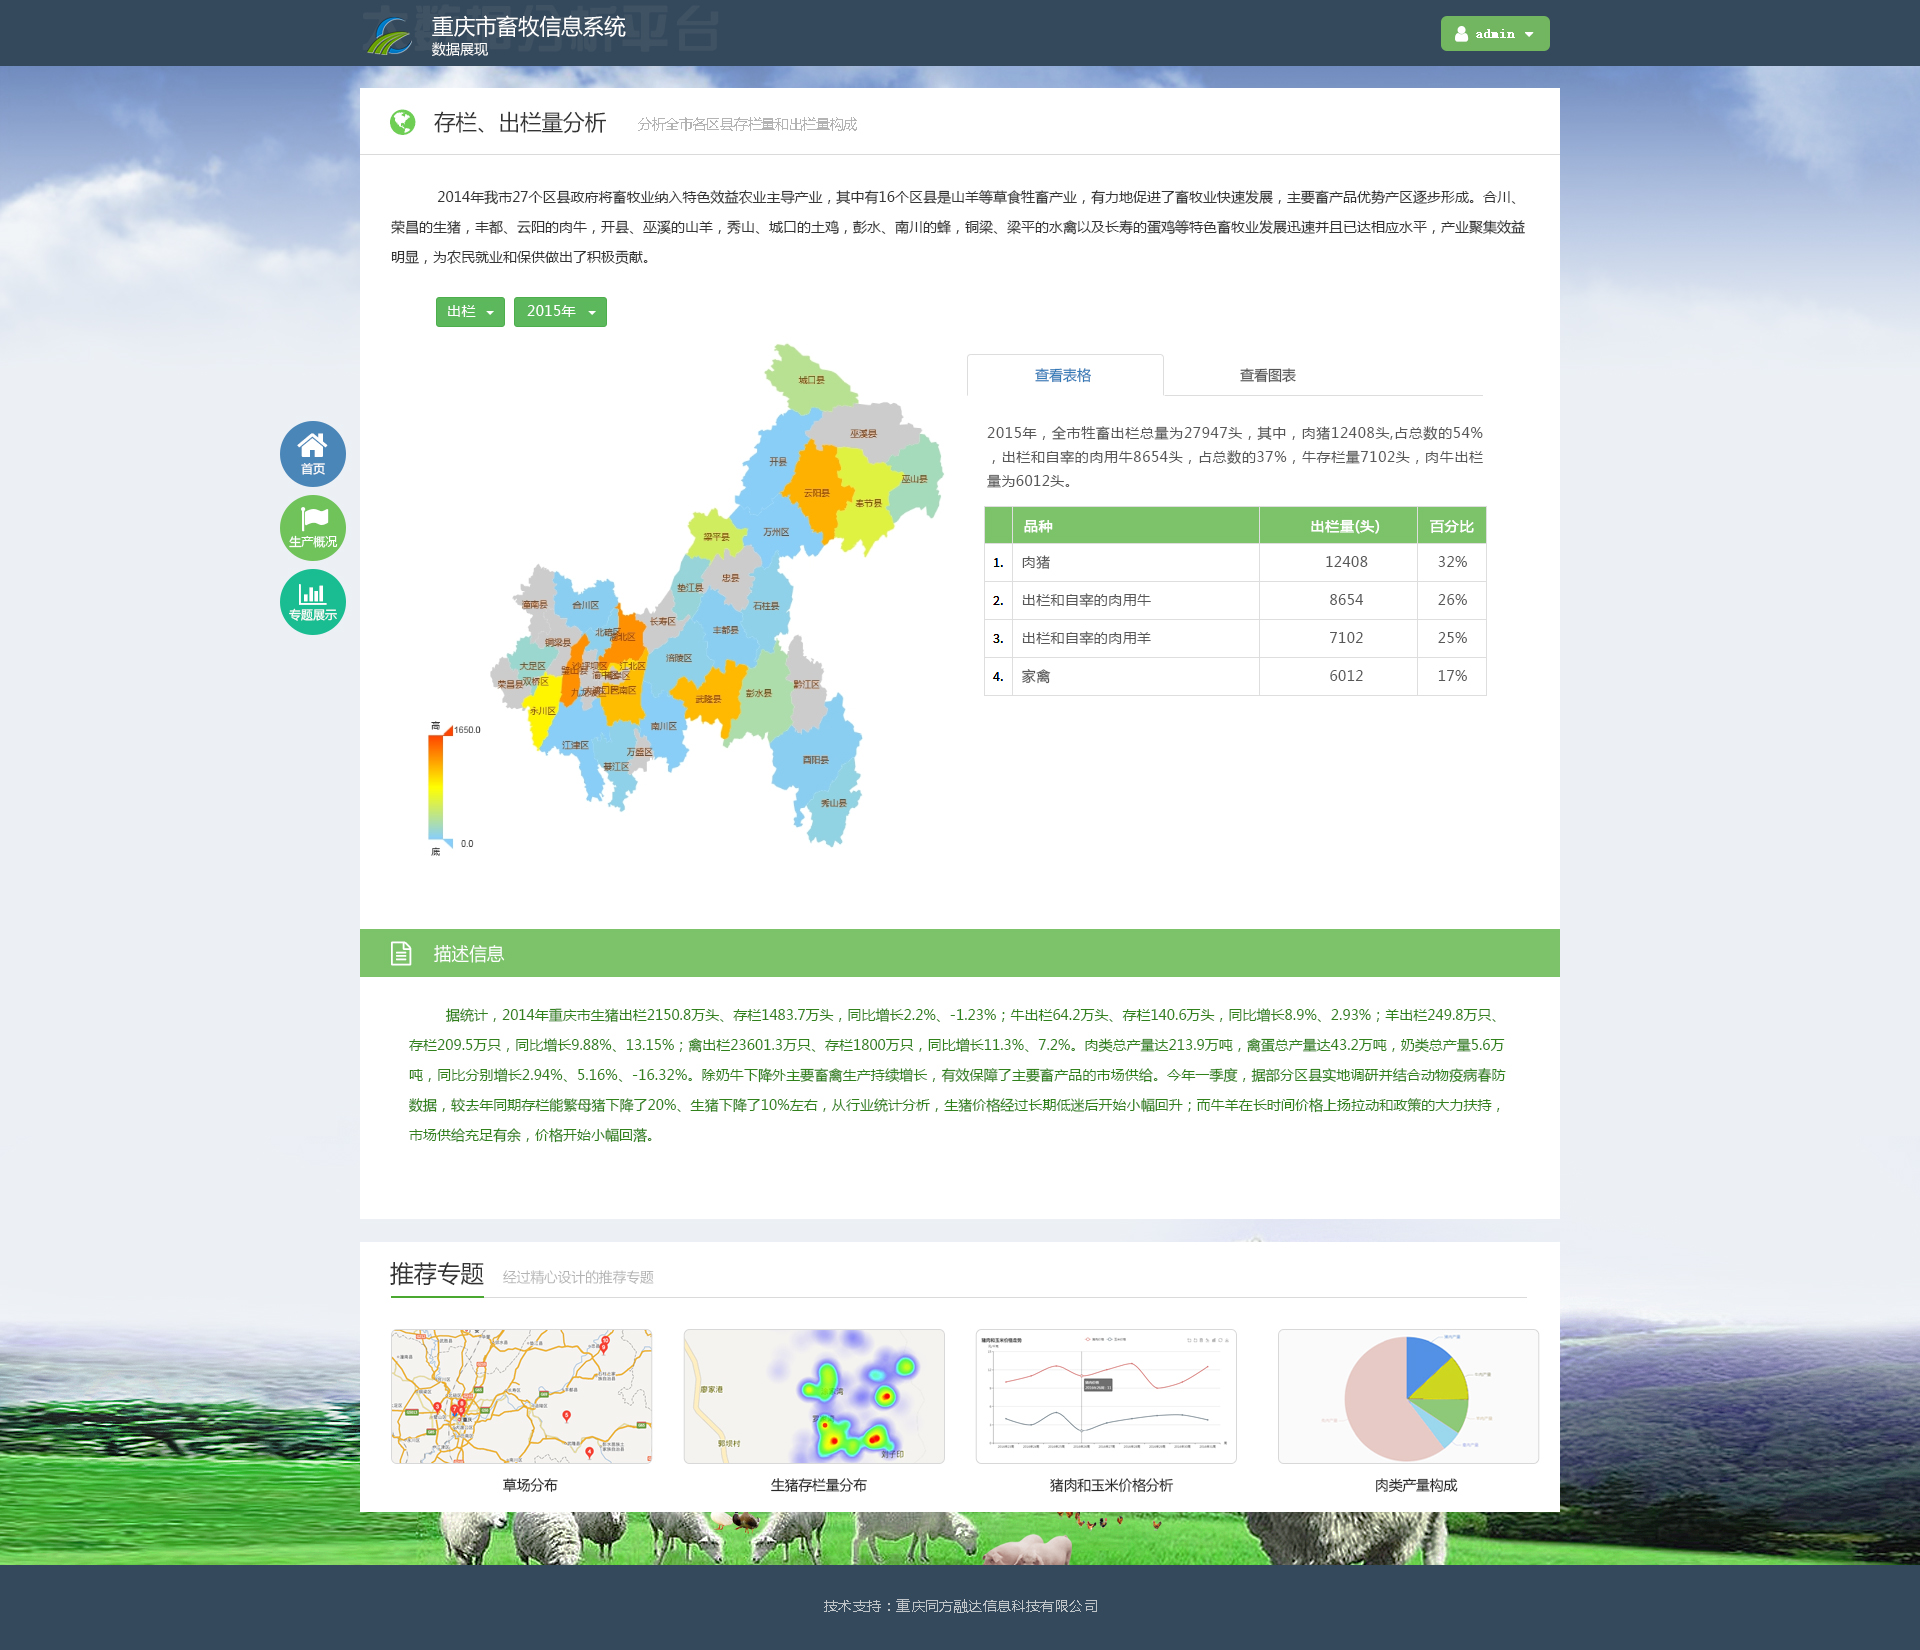 重庆市畜牧信息系统
数据展现
admin
存栏、出栏量分析
分析全市各区县存栏量和出栏量构成
2014年我市27个区县政府将畜牧业纳入特色效益农业主导产业，其中有16个区县是山羊等草食牲畜产业，有力地促进了畜牧业快速发展，主要畜产品优势产区逐步形成。合川、
荣昌的生猪，丰都、云阳的肉牛，开县、巫溪的山羊，秀山、城口的土鸡，彭水、南川的蜂，铜梁、梁平的水禽以及长寿的蛋鸡等特色畜牧业发展迅速并且已达相应水平，产业聚集效益
明显，为农民就业和保供做出了积极贡献。
出栏
2015年
城口县
巫溪县
开县
巫山县
云阳县
奉节县
万州区
梁平县
忠县
垫江县
石柱县
潼南县
合川区
长寿区
丰都县
北碚区
渝北区
铜梁县
涪陵区
大足区
江北区
荣昌县
双桥区
永川区
武隆县
彭水县
黔江区
南川区
江津区
万盛区
綦江区
酉阳县
秀山县
高
1650.0
0.0
底
首页
生产概况
专题展示
查看表格
查看图表
2015年，全市牲畜出栏总量为27947头，其中，肉猪12408头,占总数的54%
，出栏和自宰的肉用牛8654头，占总数的37%，牛存栏量7102头，肉牛出栏
量为6012头。
品种 出栏量(头) 百分比
1. 肉猪 12408 32%
2. 出栏和自宰的肉用牛 8654 26%
3. 出栏和自宰的肉用羊 7102 25%
4. 家禽 6012 17%
描述信息
据统计，2014年重庆市生猪出栏2150.8万头、存栏1483.7万头，同比增长2.2%、-1.23%；牛出栏64.2万头、存栏140.6万头，同比增长8.9%、2.93%；羊出栏249.8万只、
存栏209.5万只，同比增长9.88%、13.15%；禽出栏23601.3万只、存栏1800万只，同比增长11.3%、7.2%。肉类总产量达213.9万吨，禽蛋总产量达43.2万吨，奶类总产量5.6万
吨，同比分别增长2.94%、5.16%、-16.32%。除奶牛下降外主要畜禽生产持续增长，有效保障了主要畜产品的市场供给。今年一季度，据部分区县实地调研并结合动物疫病春防
数据，较去年同期存栏能繁母猪下降了20%、生猪下降了10%左右，从行业统计分析，生猪价格经过长期低迷后开始小幅回升；而牛羊在长时间价格上扬拉动和政策的大力扶持，
市场供给充足有余，价格开始小幅回落。
推荐专题
经过精心设计的推荐专题
廖家港
郭坝村
刘子印
猪肉和玉米价格走势
草场分布
生猪存栏量分布
猪肉和玉米价格分析
肉类产量构成
技术支持：重庆同方融达信息科技有限公司